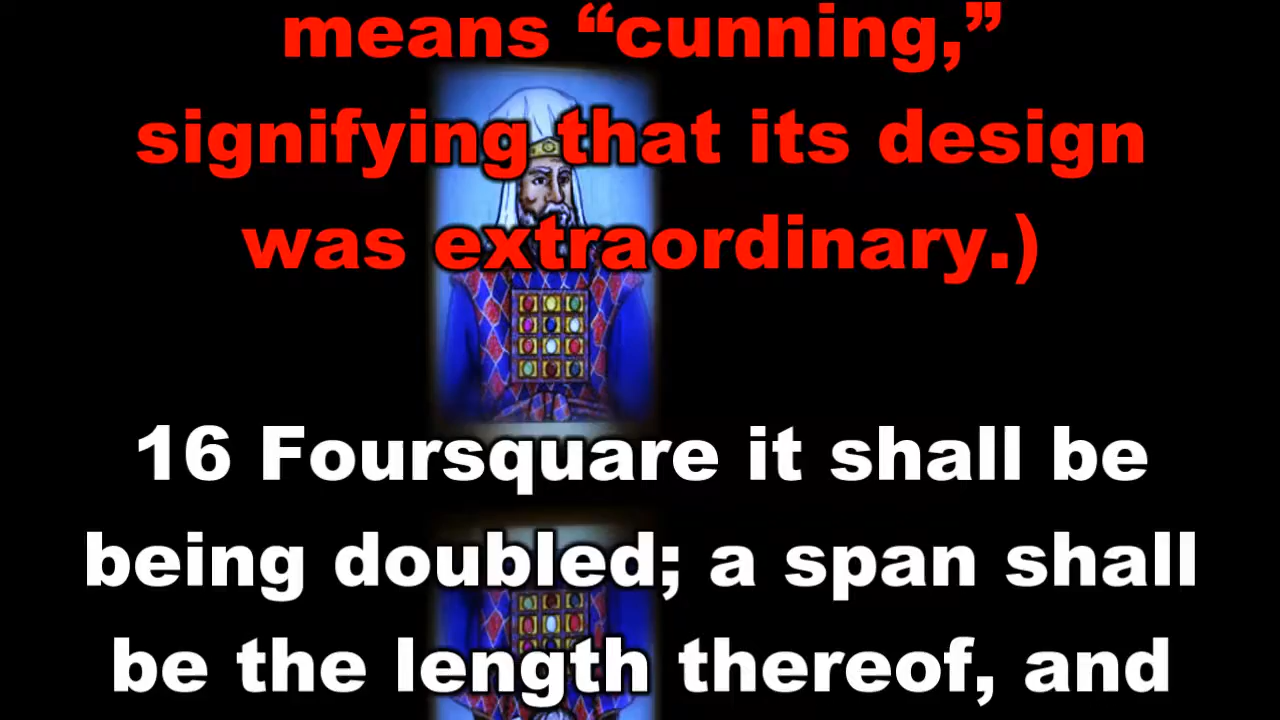 means “cunning,”
signifying that its design
was extraordinary.)
16 Foursquare it shall be
being doubled; a span shall
be the length thereof, and